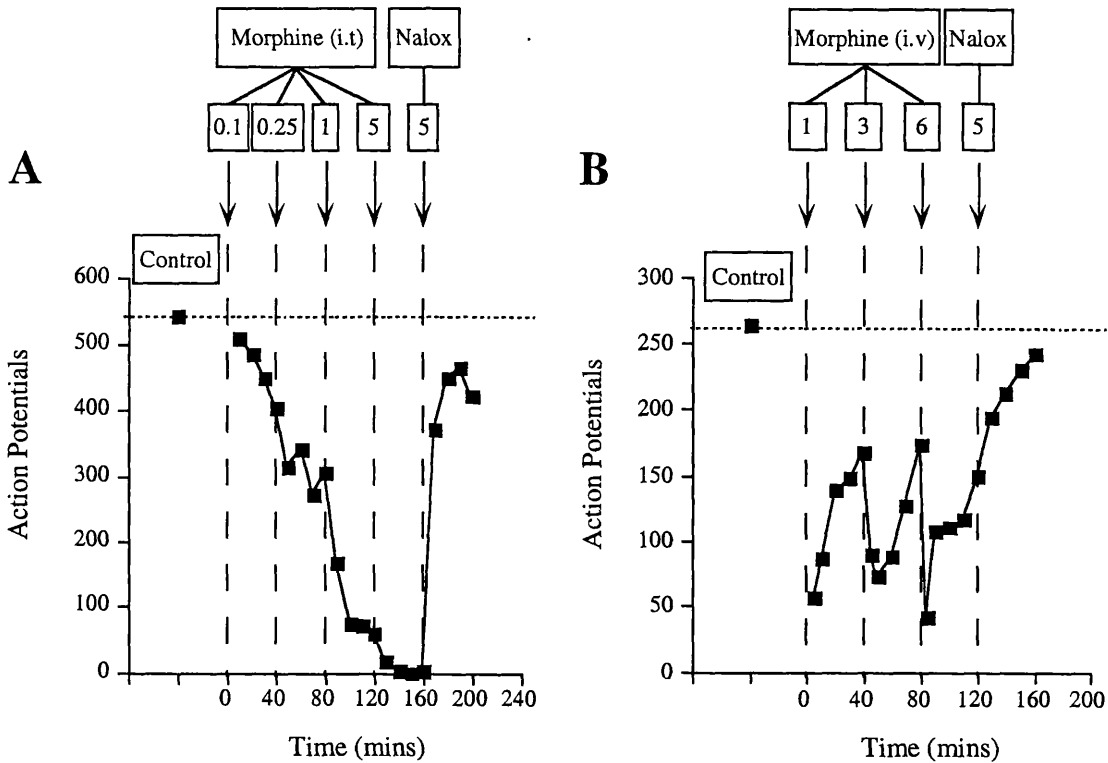 Morphine (i.t) Nalox
0.1 0.25 1 5 5
A
Control
600
500
400
300
200
100
0
Action Potentials
0 40 80 120 160 200 240
Time (mins)
Morphine (i.v) Nalox
1 3 6 5
B
Control
300
250
200
150
100
50
0
Action Potentials
0 40 80 120 160 200
Time (mins)